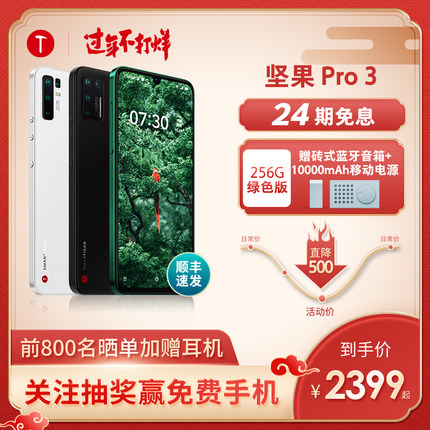 T
过年不打烊
坚果 Pro 3
24期免息
256G
绿色版
赠砖式蓝牙音箱+
10000mAh移动电源
07:30
日常价
日常价
直降
500
活动价
顺丰
速发
前800名晒单加赠耳机
关注抽奖赢免费手机
到手价
¥2399起